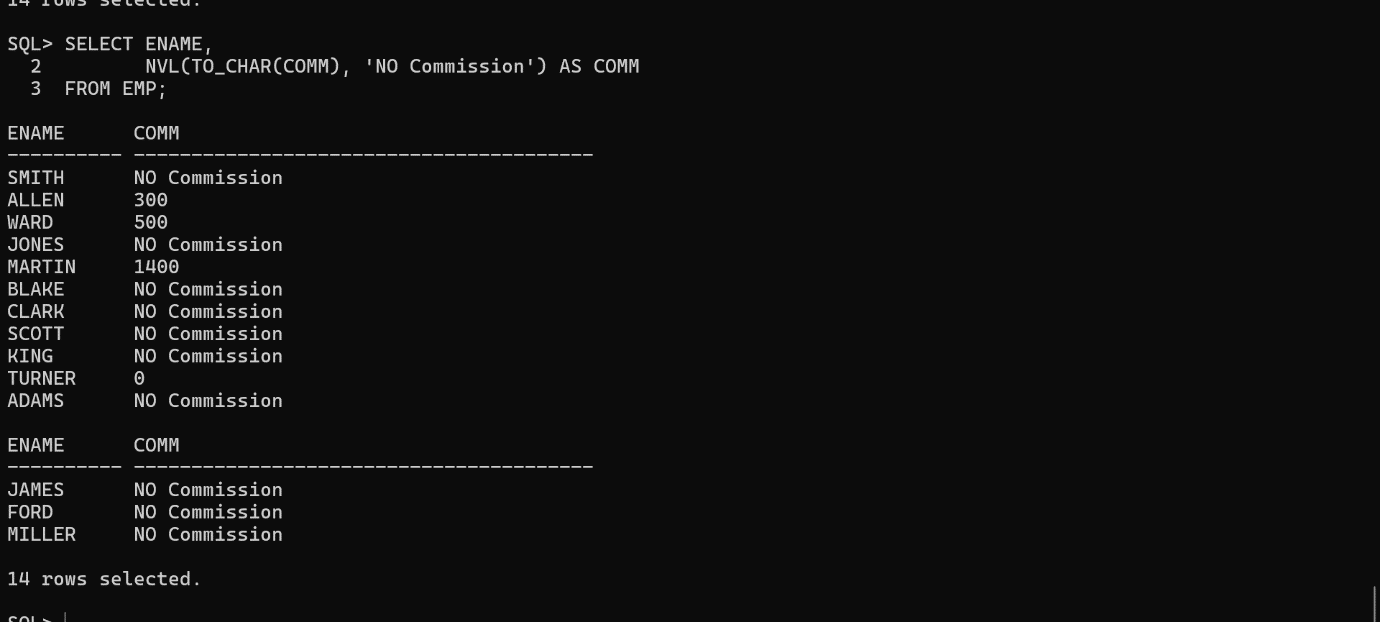 14 rows selected.
SQL> SELECT ENAME,
  2         NVL(TO_CHAR(COMM), 'NO Commission') AS COMM
  3  FROM EMP;
ENAME      COMM
---------- ----------------------------------------
SMITH      NO Commission
ALLEN      300
WARD       500
JONES      NO Commission
MARTIN     1400
BLAKE      NO Commission
CLARK      NO Commission
SCOTT      NO Commission
KING       NO Commission
TURNER     0
ADAMS      NO Commission
ENAME      COMM
---------- ----------------------------------------
JAMES      NO Commission
FORD       NO Commission
MILLER     NO Commission
14 rows selected.
SQL>